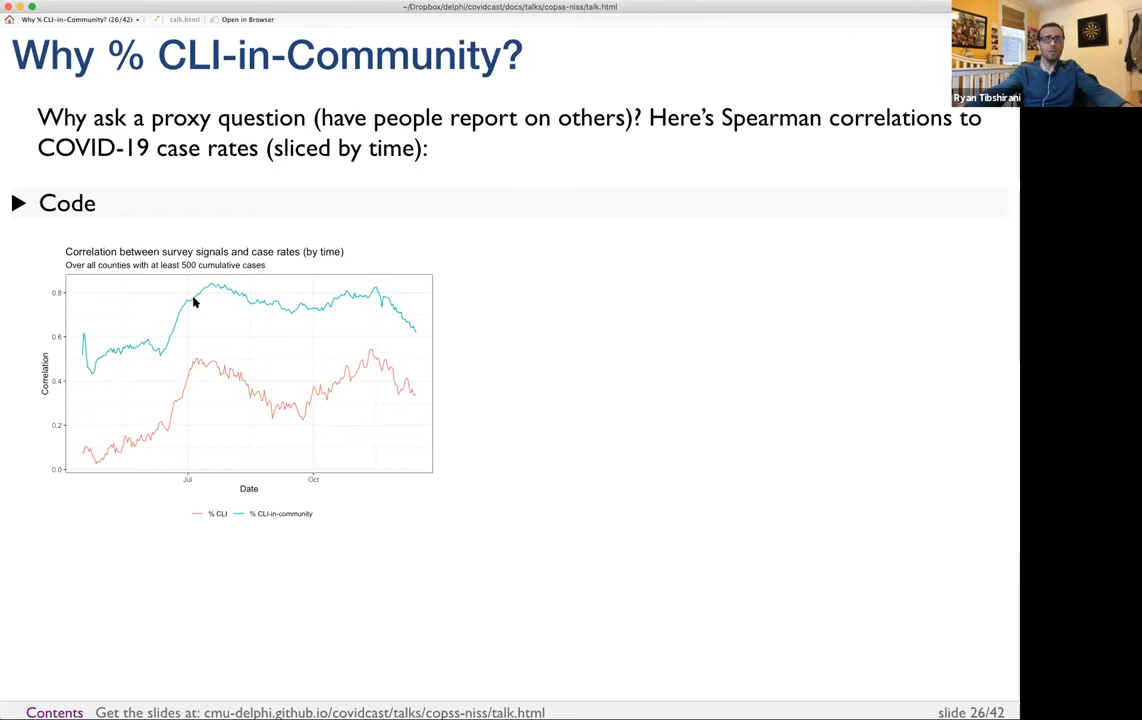 ~/Dropbox/delphi/covidcast/docs/talks/copss-niss/talk.html
Why % CLI-in-Community? (26/42)
talk.html
Open in Browser
Why % CLI-in-Community?
Ryan Tibshirani
Why ask a proxy question (have people report on others)? Here's Spearman correlations to
COVID-19 case rates (sliced by time):
Code
Correlation between survey signals and case rates (by time)
Over all counties with at least 500 cumulative cases
0.8
0.6
0.4
0.2
0.0
Correlation
Jul
Oct
Date
% CLI
% CLI-in-community
Contents
Get the slides at: cmu-delphi.github.io/covidcast/talks/copss-niss/talk.html
slide 26/42